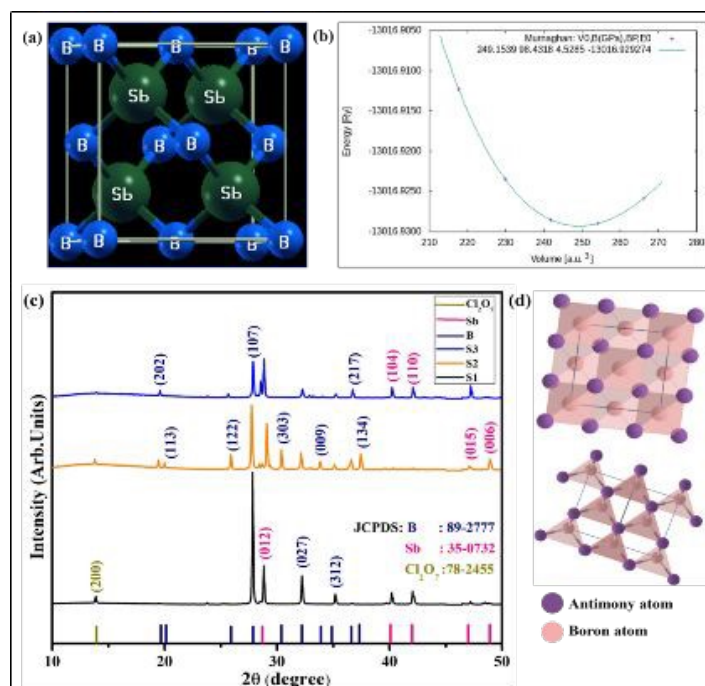 (a)
B B B B B
Sb Sb
B B B B
Sb Sb
B B B B B
(b)
Murnaghan: V0,B(GPa),BP,E0
249.1539 98.4318 4.5285 -13016.929274
Energy [Ry]
-13016.9050
-13016.9100
-13016.9150
-13016.9200
-13016.9250
-13016.9300
210 220 230 240 250 260 270 280
Volume [a.u.³]
(c)
Cl₂O₇
Sb
B
S3
S2
S1
(202)
(107)
(217)
(104)
(110)
(113)
(122)
(303)
(009)
(134)
(015)
(006)
JCPDS: B : 89-2777
Sb : 35-0732
Cl₂O₇ :78-2455
(200)
(012)
(027)
(312)
Intensity (Arb.Units)
10 20 30 40 50
2θ (degree)
(d)
Antimony atom
Boron atom